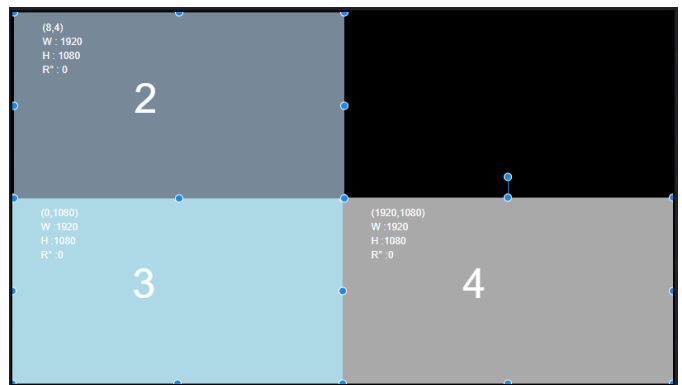 (8,4)
W : 1920
H : 1080
R° : 0
2
(0,1080)
W :1920
H :1080
R° :0
3
(1920,1080)
W :1920
H :1080
R° :0
4